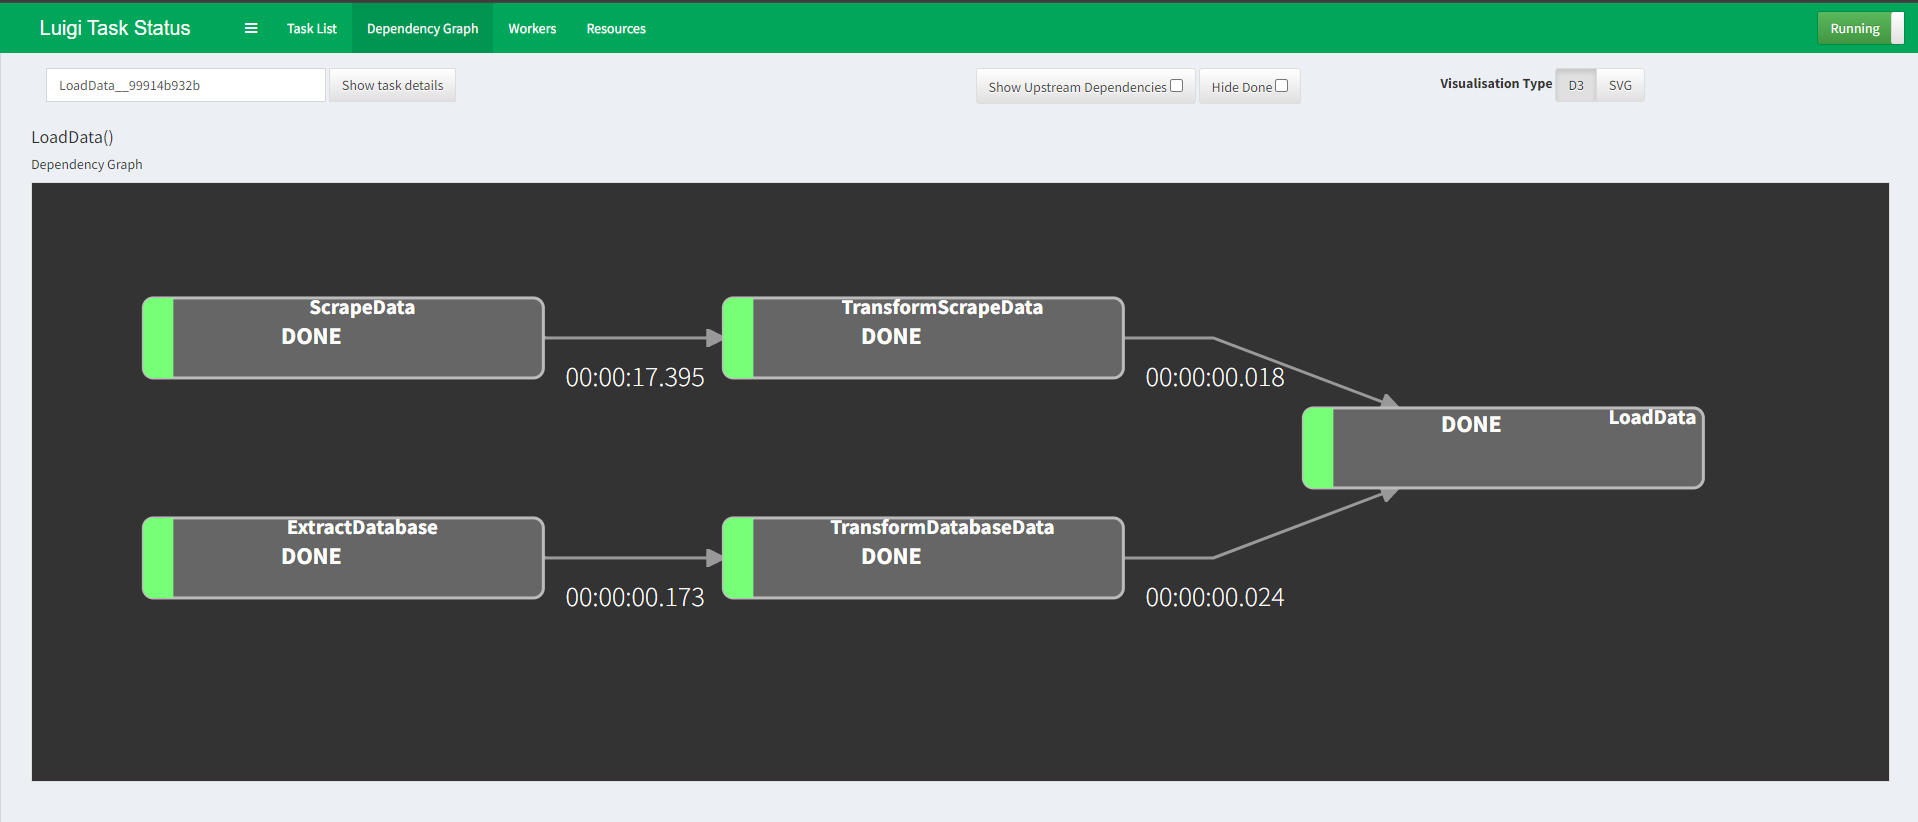 Luigi Task Status
Task List
Dependency Graph
Workers
Resources
Running
LoadData__99914b932b
Show task details
Show Upstream Dependencies
Hide Done
Visualisation Type
D3
SVG
LoadData()
Dependency Graph
ScrapeData
DONE
00:00:17.395
TransformScrapeData
DONE
00:00:00.018
DONE
LoadData
ExtractDatabase
DONE
00:00:00.173
TransformDatabaseData
DONE
00:00:00.024